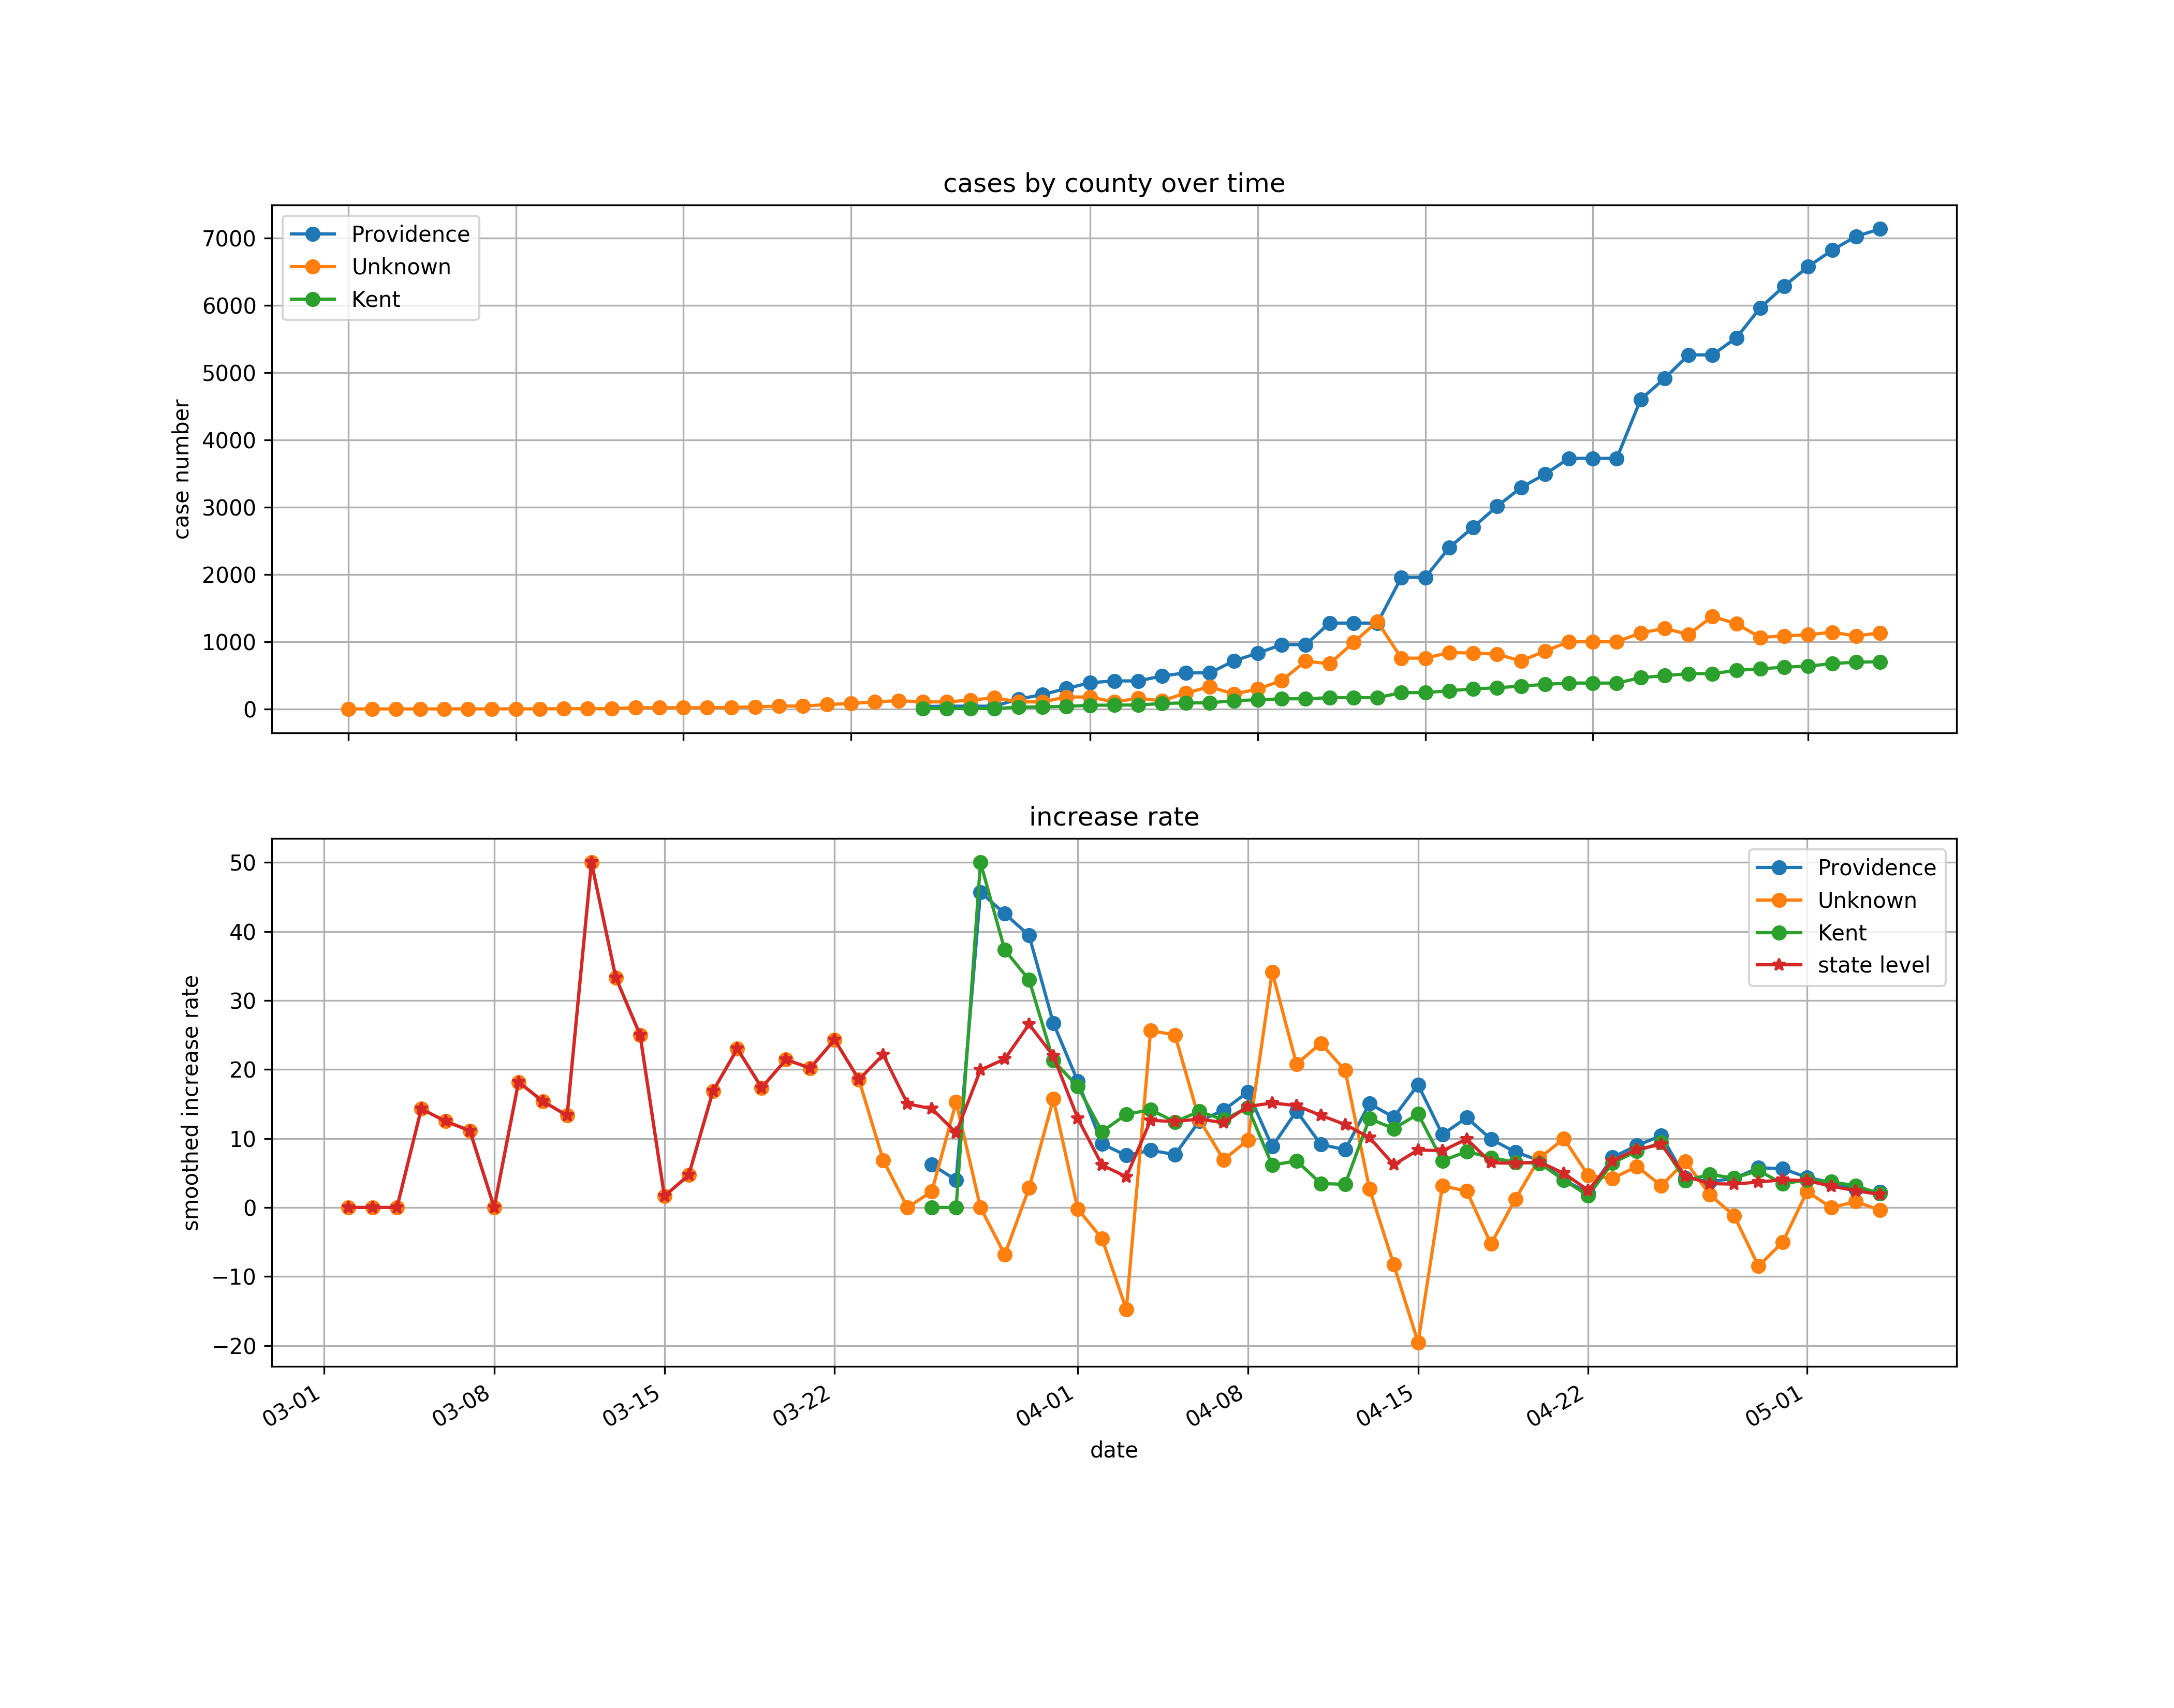 cases by county over time
Providence
Unknown
Kent
7000
6000
5000
4000
3000
2000
1000
0
case number
increase rate
Providence
Unknown
Kent
state level
50
40
30
20
10
0
−10
−20
smoothed increase rate
03-01
03-08
03-15
03-22
04-01
04-08
04-15
04-22
05-01
date